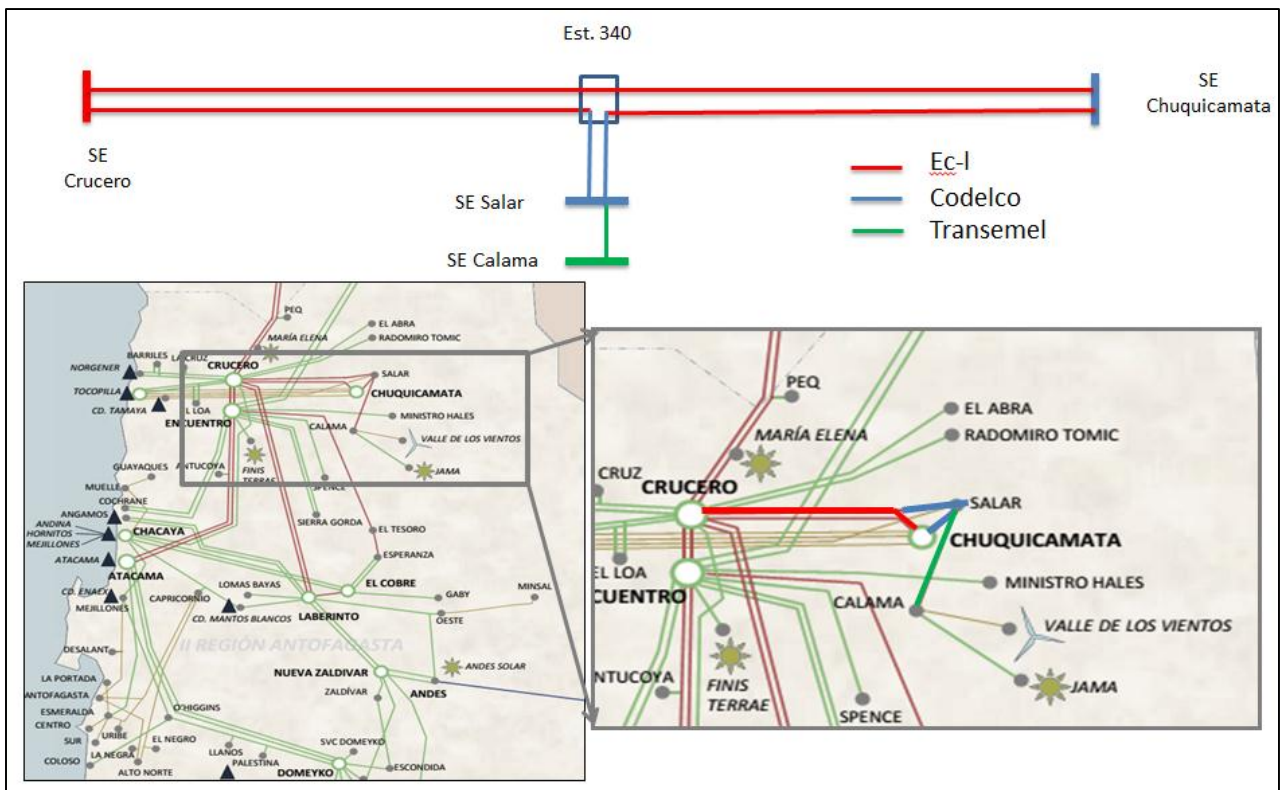 Est. 340
SE
Chuquicamata
SE
Crucero
Ec-l
Codelco
Transemel
SE Salar
SE Calama
PEQ
EL ABRA
RADOMIRO TOMIC
MARÍA ELENA
BARRILES
LA CRUZ
NORGENER
CRUCERO
SALAR
TOCOPILLA
CHUQUICAMATA
CD. TAMAYA
EL LOA
ENCUENTRO
MINISTRO HALES
CALAMA
VALLE DE LOS VIENTOS
JAMA
GUAYAQUES
ANTUCOYA
FINIS
TERRAE
SPENCE
MUELLE
COCHRANE
ANGAMOS
SIERRA GORDA
ANDINA
HORNITOS
MEJILLONES
CHACAYA
EL TESORO
ATACAMA
ESPERANZA
ATACAMA
EL COBRE
CD. ENAEX
MEJILLONES
CAPRICORNIO
LOMAS BAYAS
GABY
MINSAL
CD. MANTOS BLANCOS
LABERINTO
OESTE
II REGIÓN ANTOFAGASTA
DESALANT
LA PORTADA
NUEVA ZALDIVAR
ANDES SOLAR
ANTOFAGASTA
ZALDÍVAR
ANDES
ESMERALDA
O'HIGGINS
CENTRO
URIBE
EL NEGRO
SVC DOMEYKO
SUR
LA NEGRA
LLANOS
PALESTINA
COLOSO
ALTO NORTE
DOMEYKO
ESCONDIDA
PEQ
EL ABRA
RADOMIRO TOMIC
MARÍA ELENA
CRUZ
CRUCERO
SALAR
CHUQUICAMATA
EL LOA
CUENTRO
MINISTRO HALES
CALAMA
VALLE DE LOS VIENTOS
NTUCOYA
FINIS
TERRAE
JAMA
SPENCE